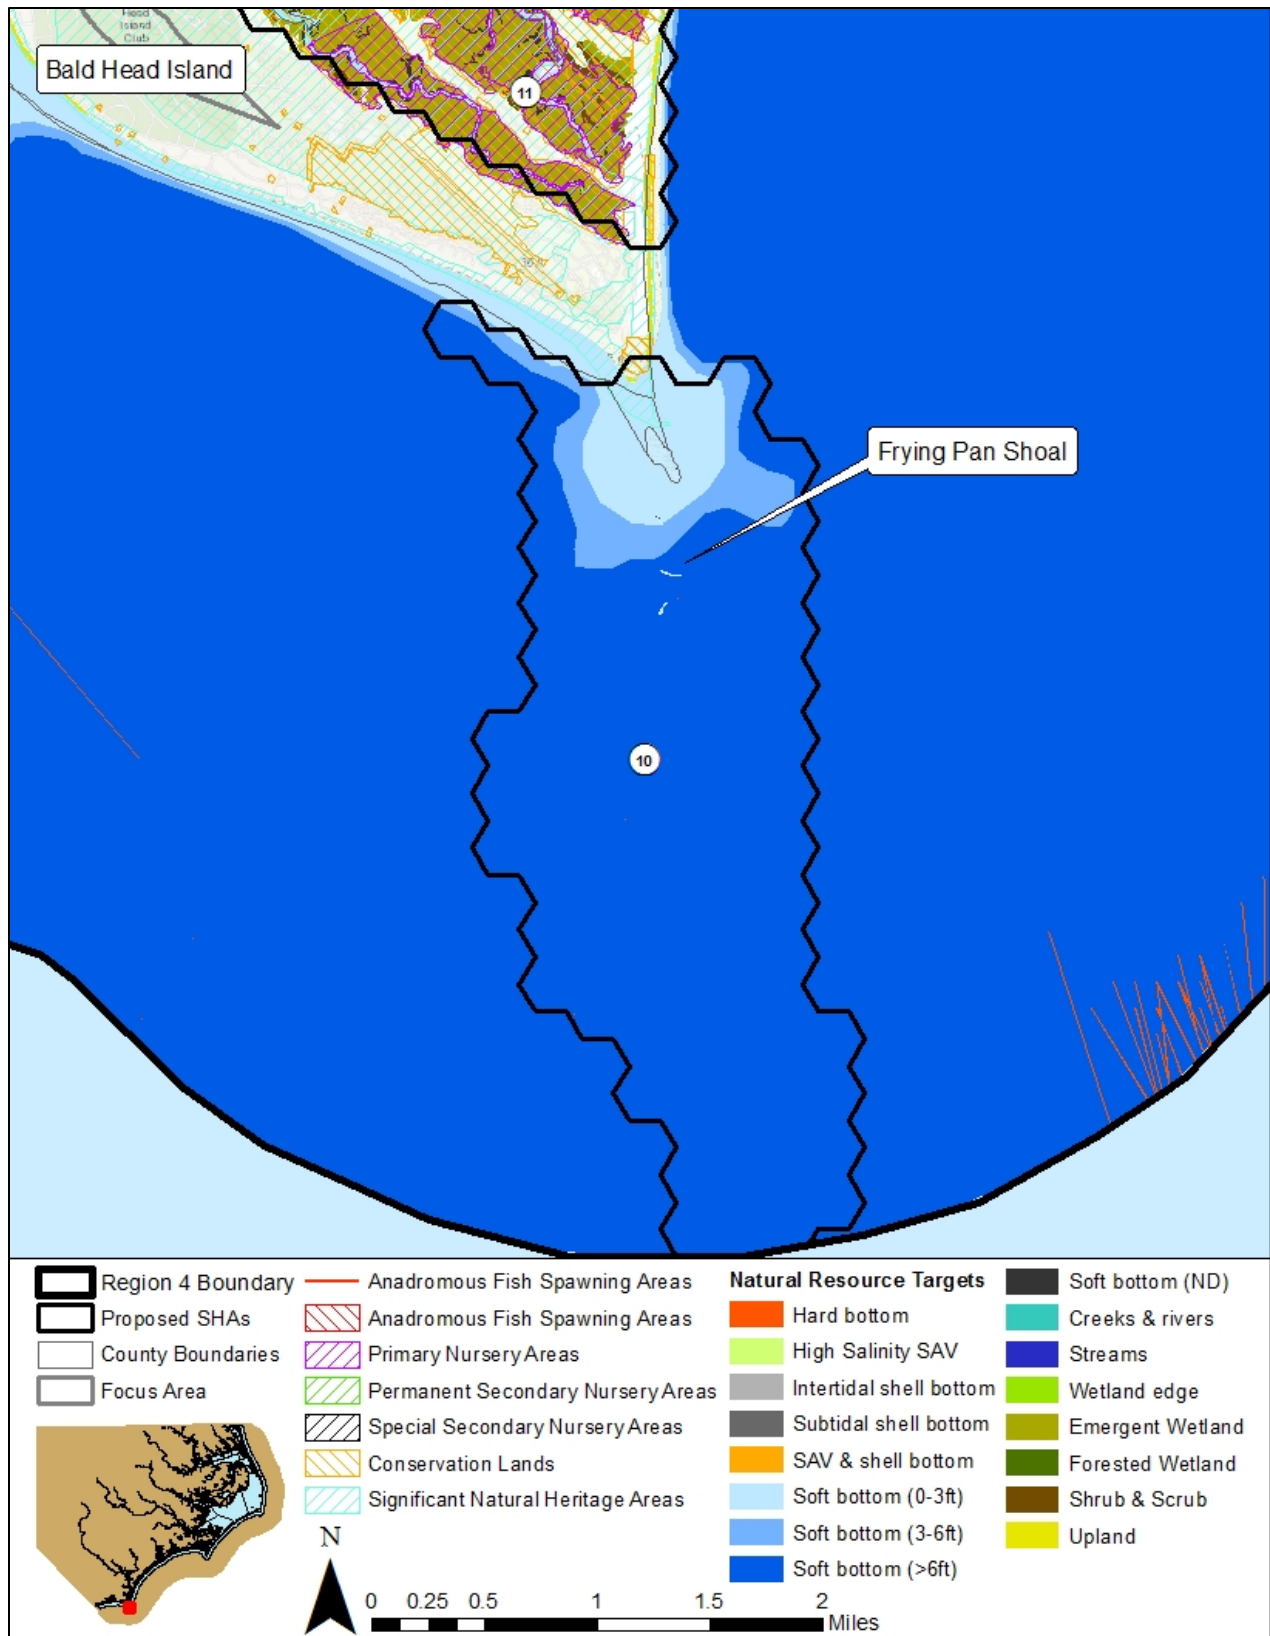 Head
Island
Club
Bald Head Island
11
Frying Pan Shoal
10
Region 4 Boundary
Proposed SHAs
County Boundaries
Focus Area
Anadromous Fish Spawning Areas
Anadromous Fish Spawning Areas
Primary Nursery Areas
Permanent Secondary Nursery Areas
Special Secondary Nursery Areas
Conservation Lands
Significant Natural Heritage Areas
N
Natural Resource Targets
Hard bottom
High Salinity SAV
Intertidal shell bottom
Subtidal shell bottom
SAV & shell bottom
Soft bottom (0-3ft)
Soft bottom (3-6ft)
Soft bottom (>6ft)
Soft bottom (ND)
Creeks & rivers
Streams
Wetland edge
Emergent Wetland
Forested Wetland
Shrub & Scrub
Upland
0 0.25 0.5 1 1.5 2
Miles